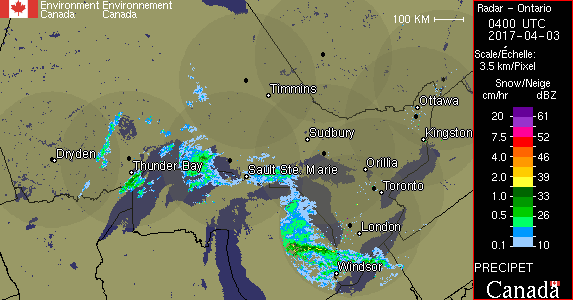 Environment Environnement
Canada Canada
100 KM
Timmins
Ottawa
Sudbury
Kingston
Dryden
Thunder Bay
Sault Ste. Marie
Orillia
Toronto
London
Windsor
Radar - Ontario
0400 UTC
2017-04-03
Scale/Échelle:
3.5 km/Pixel
Snow/Neige
cm/hr dBZ
20 61
7.5 52
4.0 46
2.0 39
1.0 33
0.5 26
0.1 10
PRECIPET
Canada